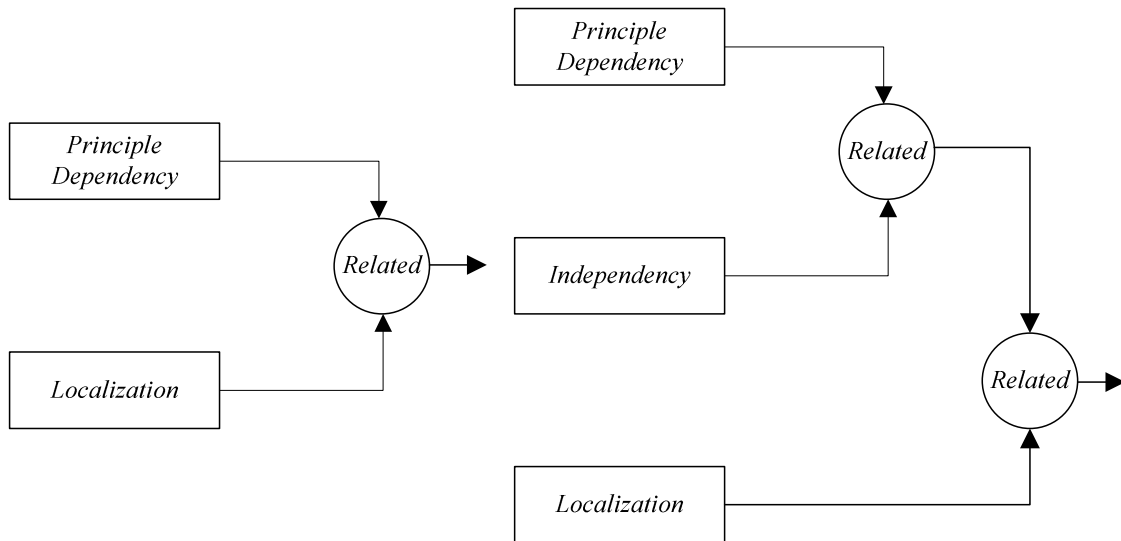 Principle
Dependency
Related
Localization
Principle
Dependency
Related
Independency
Related
Localization